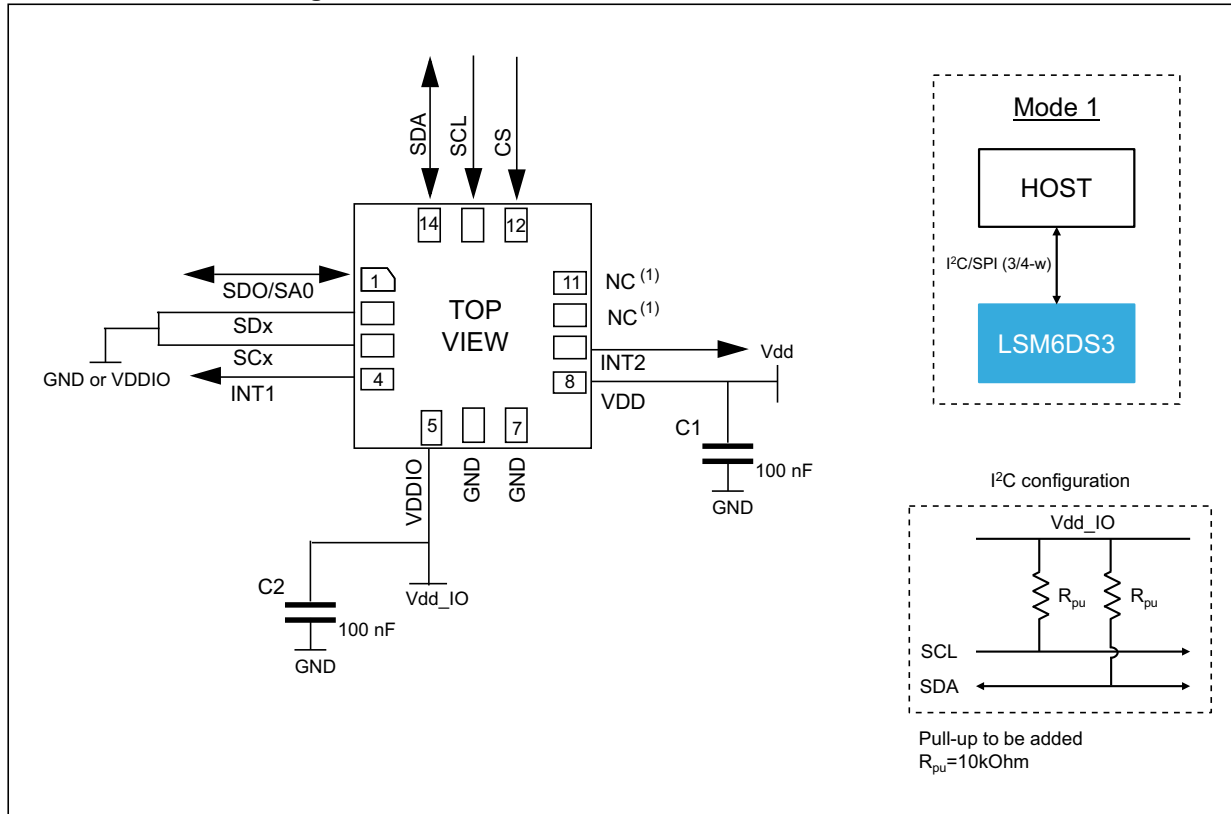 SDA
SCL
CS
14
12
1
SDO/SA0
SDx
SCx
GND or VDDIO
INT1
4
TOP
VIEW
11
NC (1)
NC (1)
INT2
Vdd
8
VDD
5
7
VDDIO
GND
GND
C1
100 nF
GND
C2
100 nF
GND
Vdd_IO
Mode 1
HOST
I²C/SPI (3/4-w)
LSM6DS3
I²C configuration
Vdd_IO
Rpu
Rpu
SCL
SDA
Pull-up to be added
Rpu=10kOhm